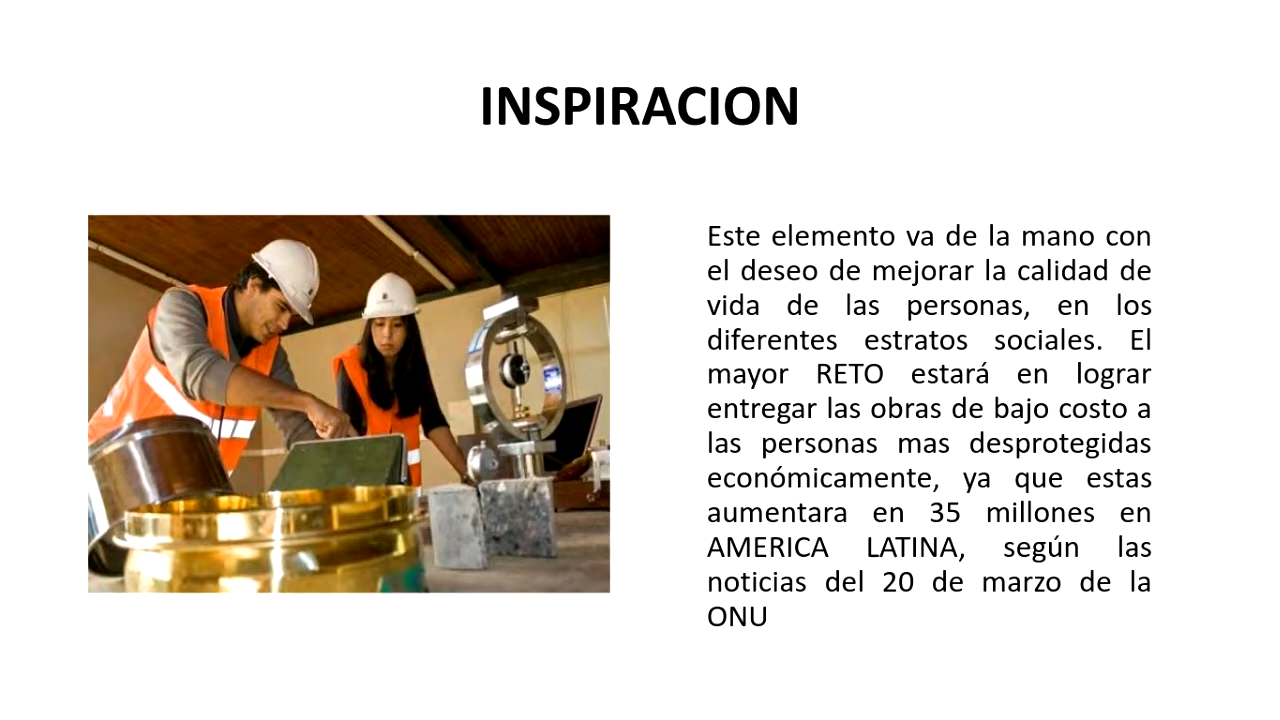 INSPIRACION
Este elemento va de la mano con
el deseo de mejorar la calidad de
vida de las personas, en los
diferentes estratos sociales. El
mayor RETO estará en lograr
entregar las obras de bajo costo a
las personas mas desprotegidas
económicamente, ya que estas
aumentara en 35 millones en
AMERICA LATINA, según las
noticias del 20 de marzo de la
ONU